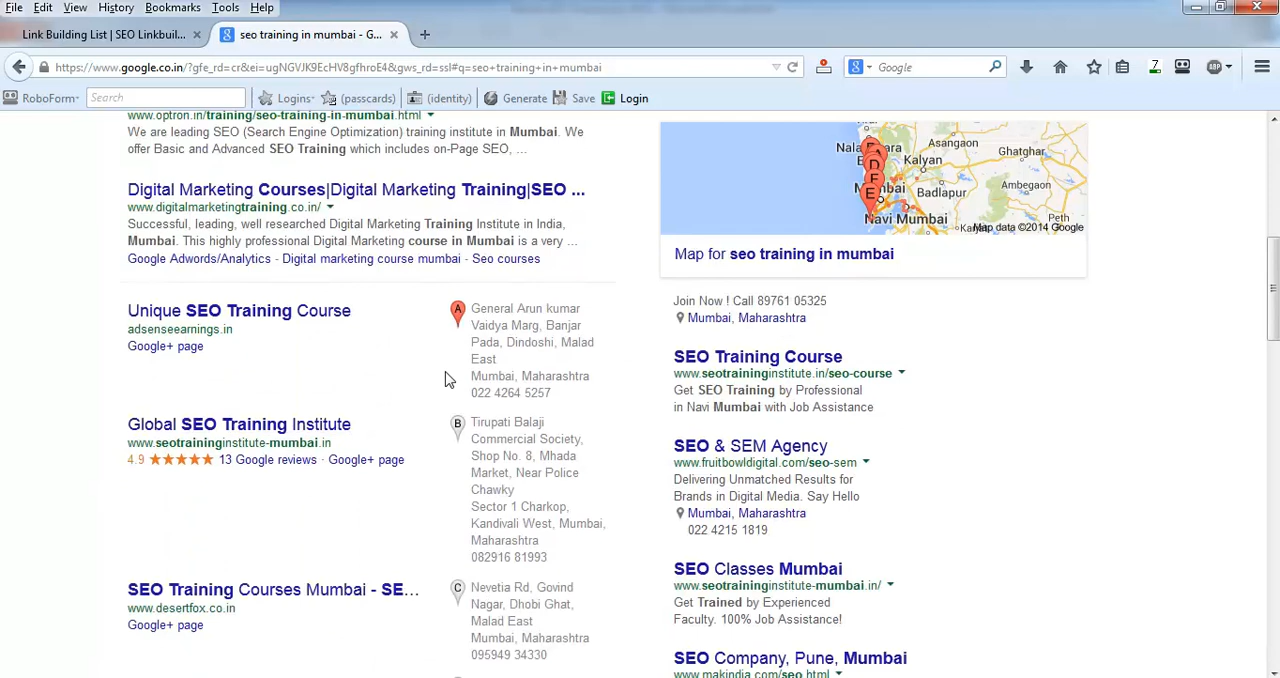 File Edit View History Bookmarks Tools Help
Link Building List | SEO Linkbuil... × seo training in mumbai - G... × +
https://www.google.co.in/?gfe_rd=cr&ei=ugNGVJK9EcHV8gfhroE4&gws_rd=ssl#q=seo+training+in+mumbai
Google
RoboForm Search Logins (passcards) (identity) Generate Save Login
www.optron.in/training/seo-training-in-mumbai.html
We are leading SEO (Search Engine Optimization) training institute in Mumbai. We
offer Basic and Advanced SEO Training which includes on-Page SEO, ...
Digital Marketing Courses|Digital Marketing Training|SEO ...
www.digitalmarketingtraining.co.in/
Successful, leading, well researched Digital Marketing Training Institute in India,
Mumbai. This highly professional Digital Marketing course in Mumbai is a very ...
Google Adwords/Analytics - Digital marketing course mumbai - Seo courses
Unique SEO Training Course
adsenseearnings.in
Google+ page
A
General Arun kumar
Vaidya Marg, Banjar
Pada, Dindoshi, Malad
East
Mumbai, Maharashtra
022 4264 5257
Global SEO Training Institute
www.seotraininginstitute-mumbai.in
4.9 ★★★★★ 13 Google reviews · Google+ page
B
Tirupati Balaji
Commercial Society,
Shop No. 8, Mhada
Market, Near Police
Chawky
Sector 1 Charkop,
Kandivali West, Mumbai,
Maharashtra
082916 81993
SEO Training Courses Mumbai - SE...
www.desertfox.co.in
Google+ page
C
Nevetia Rd, Govind
Nagar, Dhobi Ghat,
Malad East
Mumbai, Maharashtra
095949 34330
Asangaon
Ghatghar
Kalyan
D
F
Mumbai
E
Badlapur
Ambegaon
Navi Mumbai
Peth
Map data ©2014 Google
Map for seo training in mumbai
Join Now ! Call 89761 05325
Mumbai, Maharashtra
SEO Training Course
www.seotraininginstitute.in/seo-course
Get SEO Training by Professional
in Navi Mumbai with Job Assistance
SEO & SEM Agency
www.fruitbowldigital.com/seo-sem
Delivering Unmatched Results for
Brands in Digital Media. Say Hello
Mumbai, Maharashtra
022 4215 1819
SEO Classes Mumbai
www.seotraininginstitute-mumbai.in/
Get Trained by Experienced
Faculty. 100% Job Assistance!
SEO Company, Pune, Mumbai
www.makindia.com/seo.html